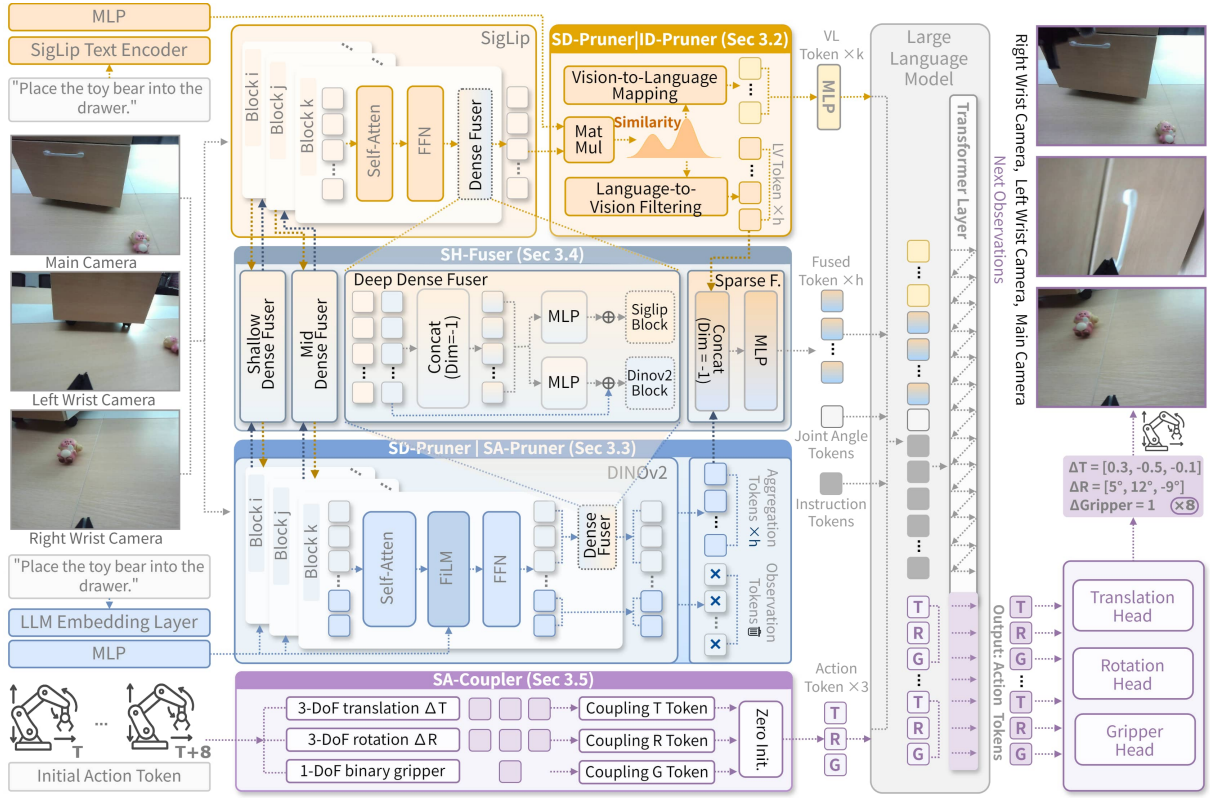 MLP
SigLip Text Encoder
"Place the toy bear into the
drawer."
Main Camera
Left Wrist Camera
Right Wrist Camera
"Place the toy bear into the
drawer."
LLM Embedding Layer
MLP
T
...
T+8
Initial Action Token
SigLip
Block i
Block j
Block k
Self-Atten
FFN
Dense Fuser
SD-Pruner|ID-Pruner (Sec 3.2)
Vision-to-Language
Mapping
Mat
Mul
Similarity
Language-to-
Vision Filtering
LV Token ×h
VL
Token ×k
MLP
SH-Fuser (Sec 3.4)
Shallow
Dense Fuser
Mid
Dense Fuser
Deep Dense Fuser
Concat
(Dim=-1)
MLP
MLP
Siglip
Block
Dinov2
Block
Sparse F.
Concat
(Dim = -1)
MLP
Fused
Token ×h
Joint Angle
Tokens
Instruction
Tokens
SD-Pruner | SA-Pruner (Sec 3.3)
DINOv2
Block i
Block j
Block k
Self-Atten
FiLM
FFN
Dense
Fuser
Aggregation
Tokens ×h
Observation
Tokens
SA-Coupler (Sec 3.5)
3-DoF translation Δ T
3-DoF rotation Δ R
1-DoF binary gripper
Coupling T Token
Coupling R Token
Coupling G Token
Zero Init.
Action
Token ×3
T
R
G
Large
Language
Model
Transformer Layer
T
R
G
T
R
G
Output: Action Tokens
T
R
G
T
R
G
Translation
Head
Rotation
Head
Gripper
Head
ΔT = [0.3, -0.5, -0.1]
ΔR = [5°, 12°, -9°]
ΔGripper = 1 ×8
Next Observations
Right Wrist Camera, Left Wrist Camera, Main Camera